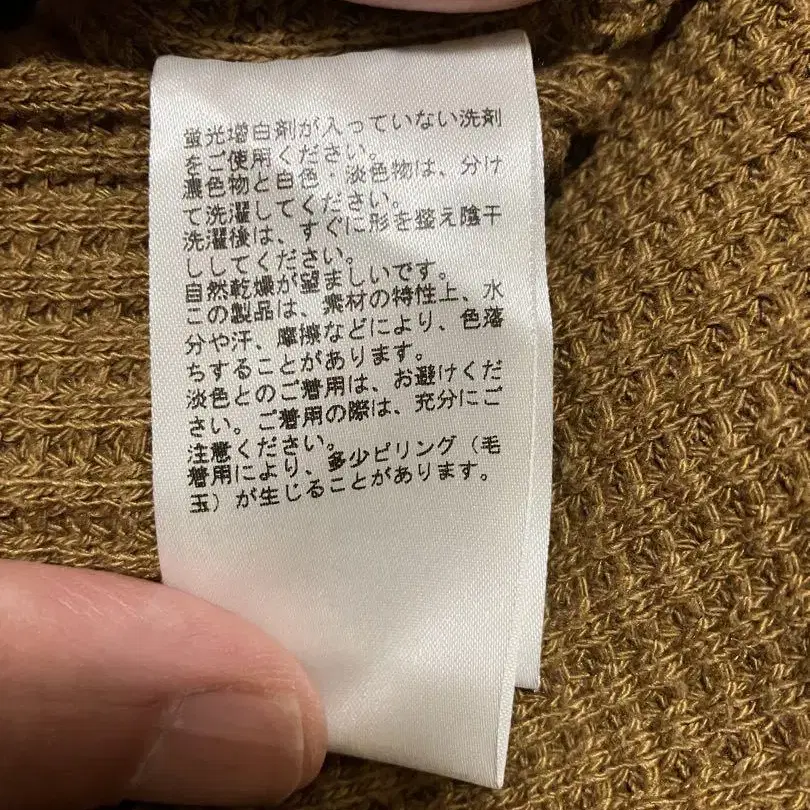 蛍光増白剤が入っていない洗剤
をご使用ください。
濃色物と白色・淡色物は、分け
て洗濯してください。
洗濯後は、すぐに形を整え陰干
ししてください。
自然乾燥が望ましいです。
この製品は、素材の特性上、水
分や汗、摩擦などにより、色落
ちすることがあります。
淡色とのご着用は、お避けくだ
さい。ご着用の際は、充分にご
注意ください。
着用により、多少ピリング（毛
玉）が生じることがあります。